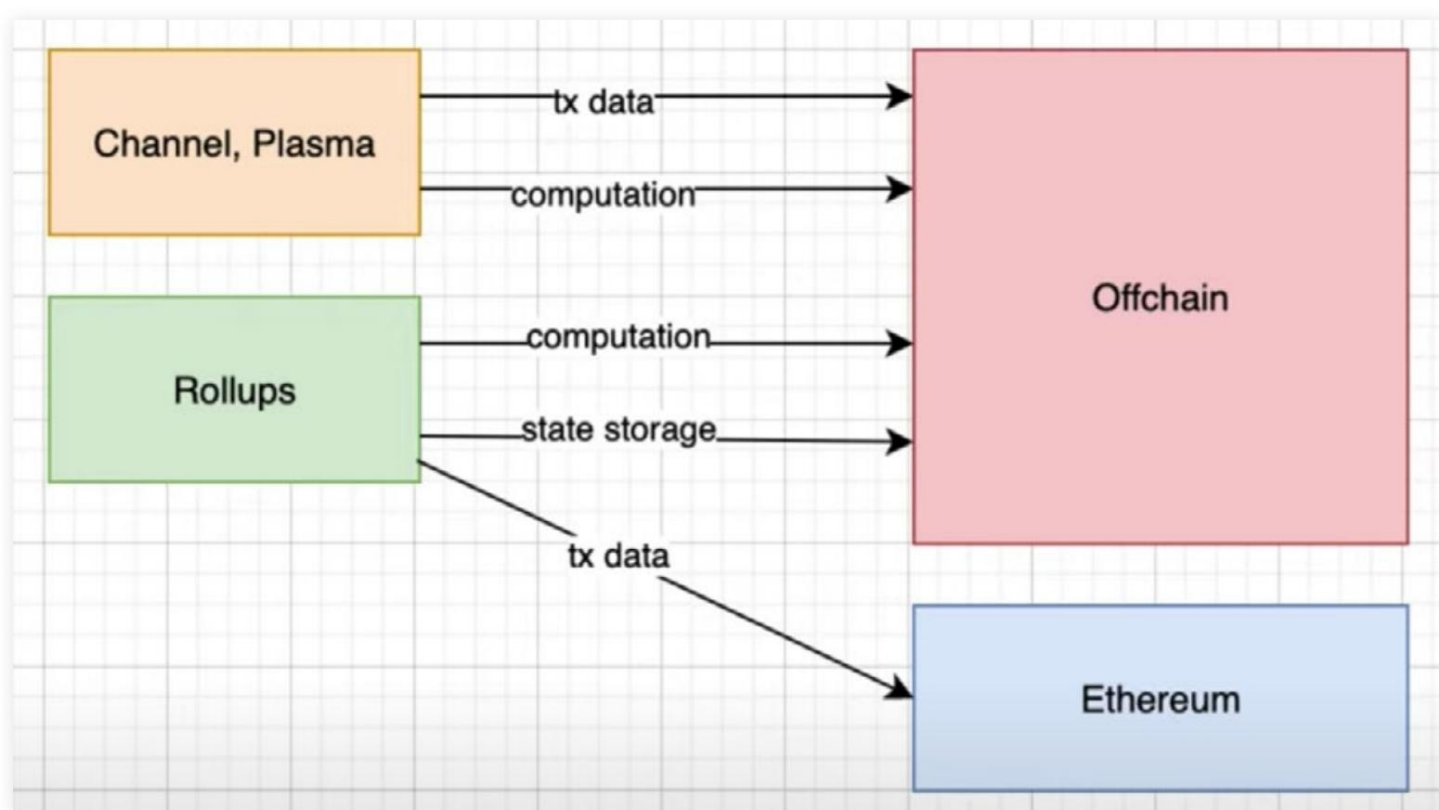 Channel, Plasma
tx data
computation
Rollups
computation
state storage
tx data
Offchain
Ethereum